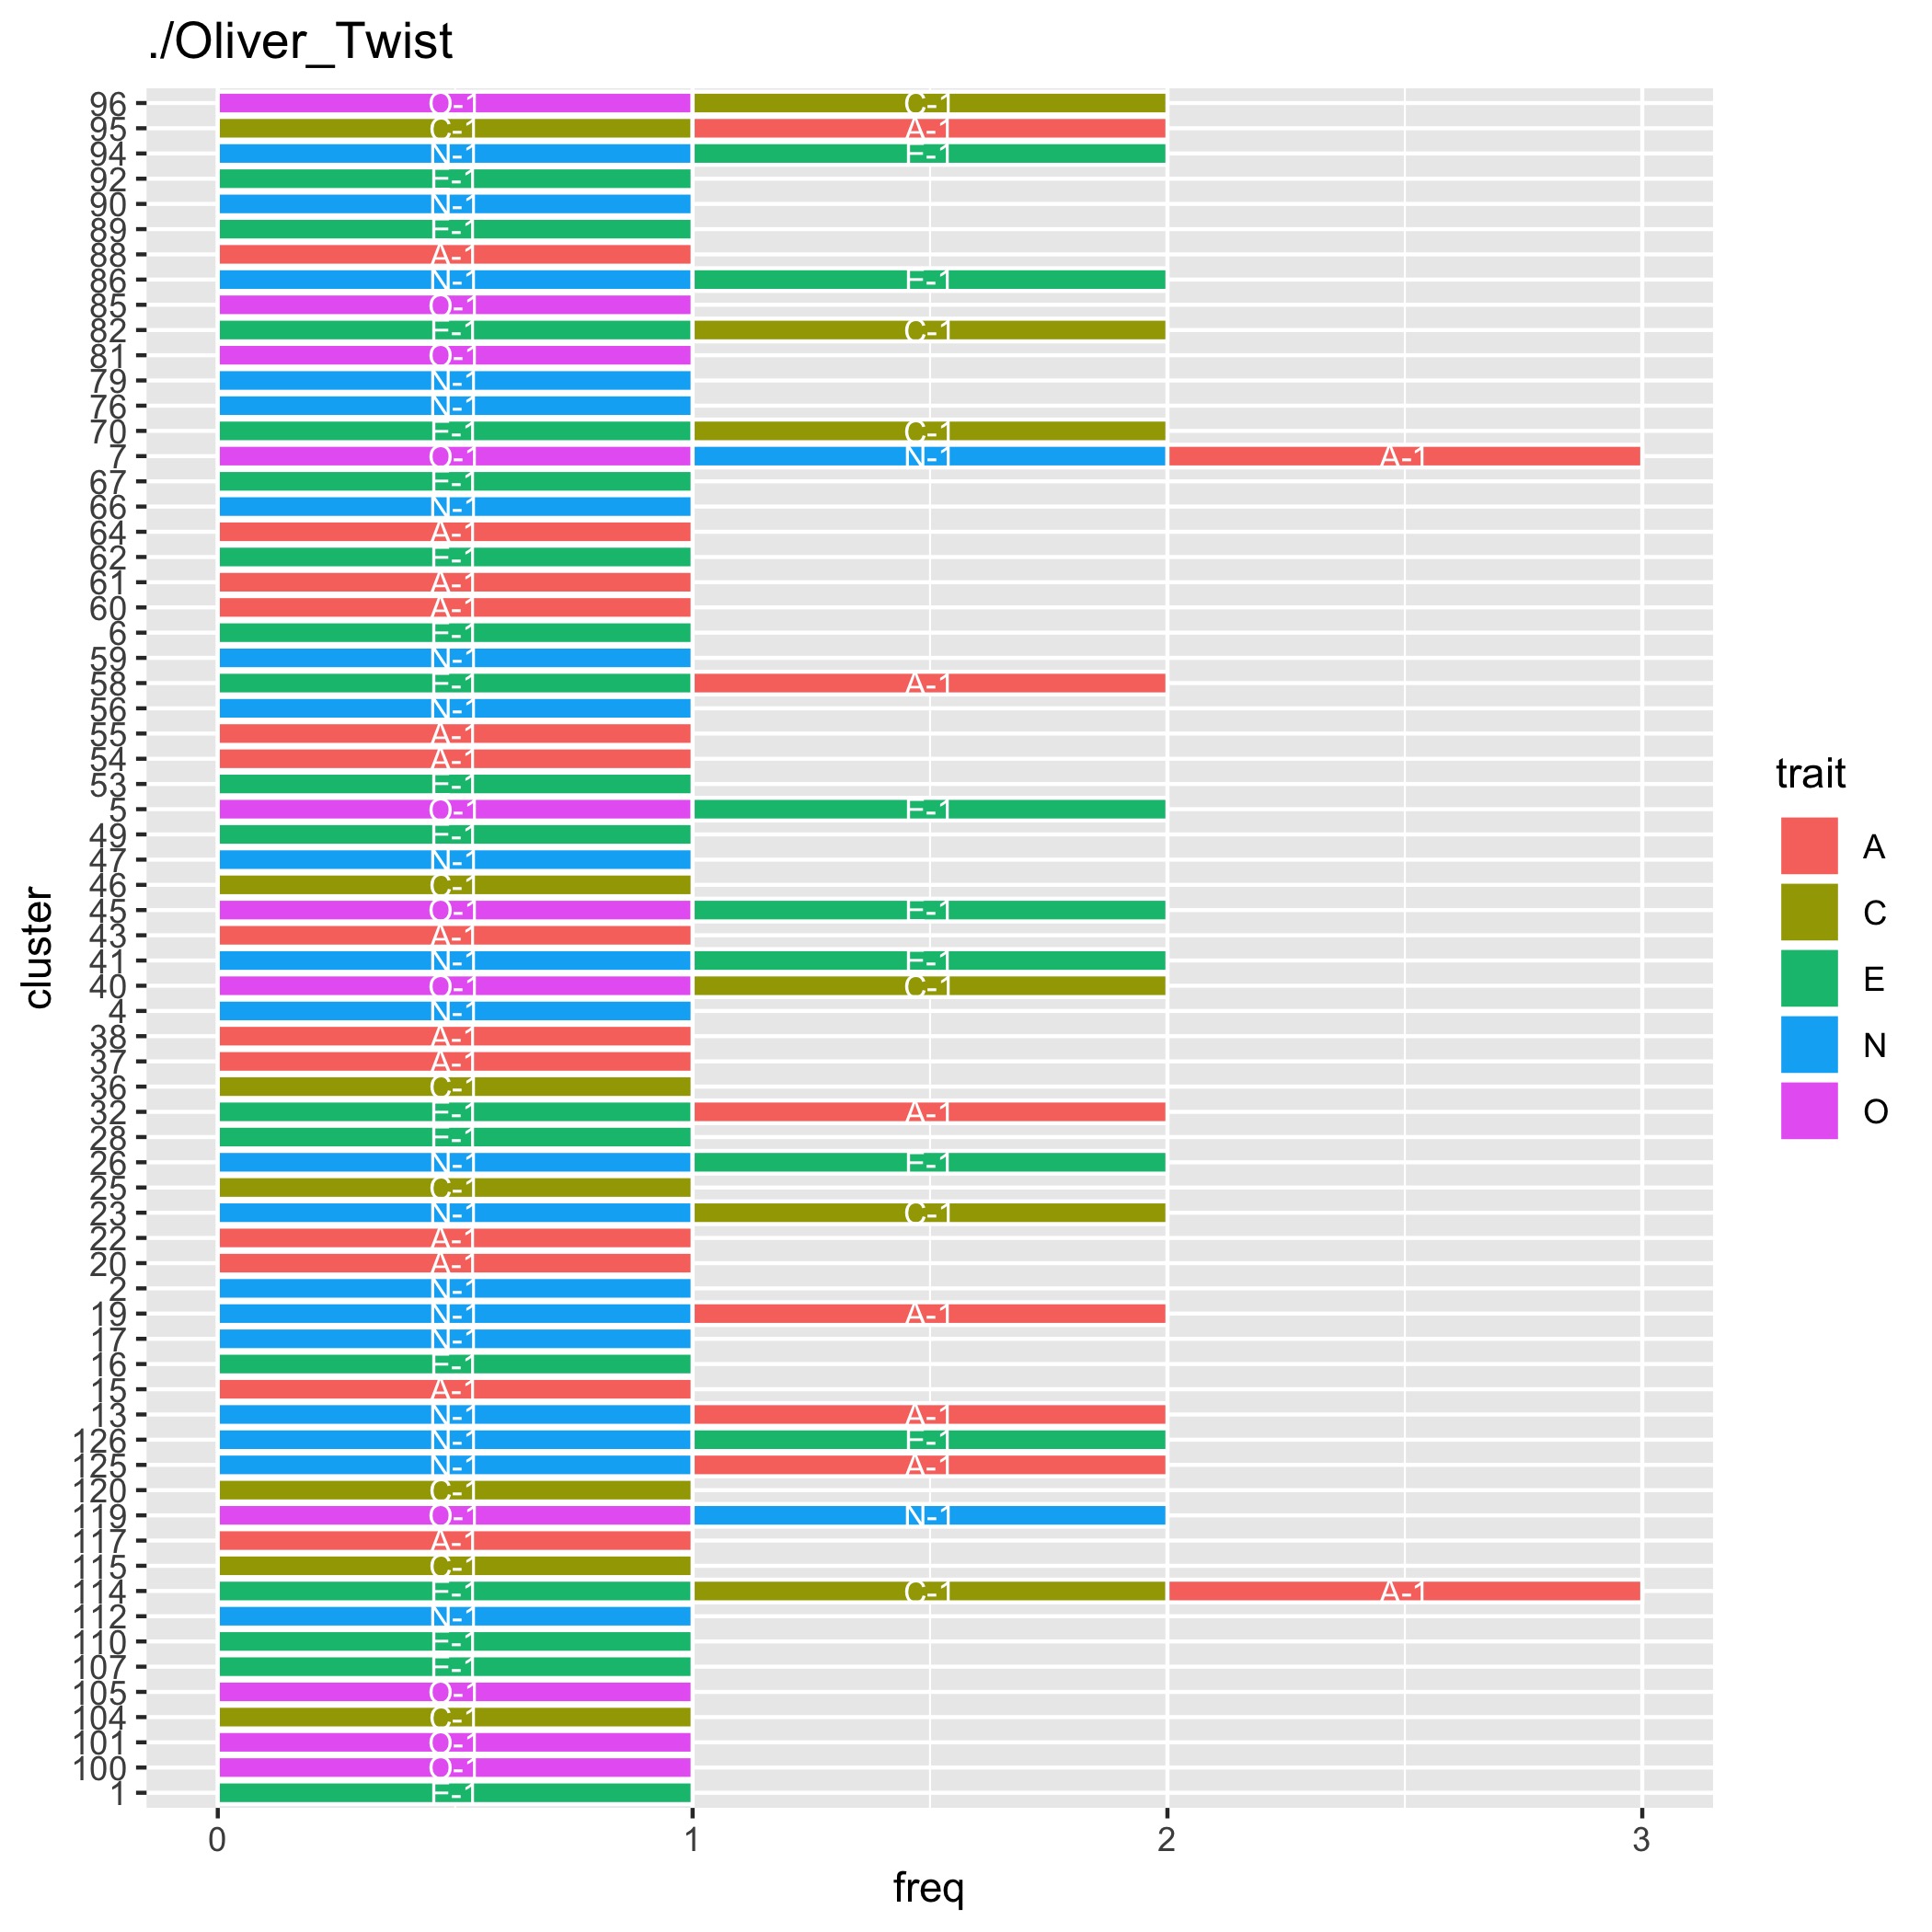 ./Oliver_Twist
96 O-1 C-1
95 C-1 A-1
94 N-1 E-1
92 E-1
90 N-1
89 E-1
88 A-1
86 N-1 E-1
85 O-1
82 E-1 C-1
81 O-1
79 N-1
76 N-1
70 E-1 C-1
7 O-1 N-1 A-1
67 E-1
66 N-1
64 A-1
62 E-1
61 A-1
60 A-1
6 E-1
59 N-1
58 E-1 A-1
56 N-1
55 A-1
54 A-1
53 E-1
5 O-1 E-1
49 E-1
47 N-1
46 C-1
45 O-1 E-1
43 A-1
41 N-1 E-1
40 O-1 C-1
4 N-1
38 A-1
37 A-1
36 C-1
32 E-1 A-1
28 E-1
26 N-1 E-1
25 C-1
23 N-1 C-1
22 A-1
20 A-1
2 N-1
19 N-1 A-1
17 N-1
16 E-1
15 A-1
13 N-1 A-1
126 N-1 E-1
125 N-1 A-1
120 C-1
119 O-1 N-1
117 A-1
115 C-1
114 E-1 C-1 A-1
112 N-1
110 E-1
107 E-1
105 O-1
104 C-1
101 O-1
100 O-1
1 E-1
0 1 2 3
freq
cluster
trait
A
C
E
N
O